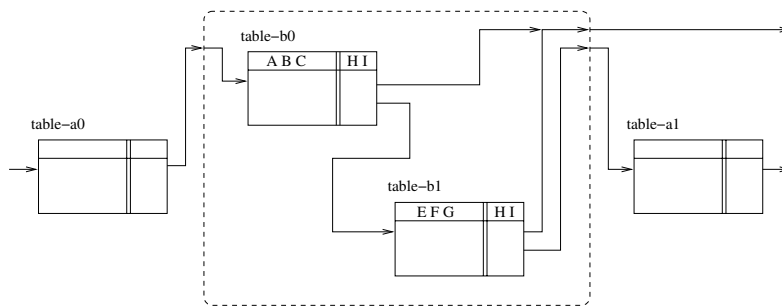 table-b0
A B C H I
table-a0
table-a1
table-b1
E F G H I